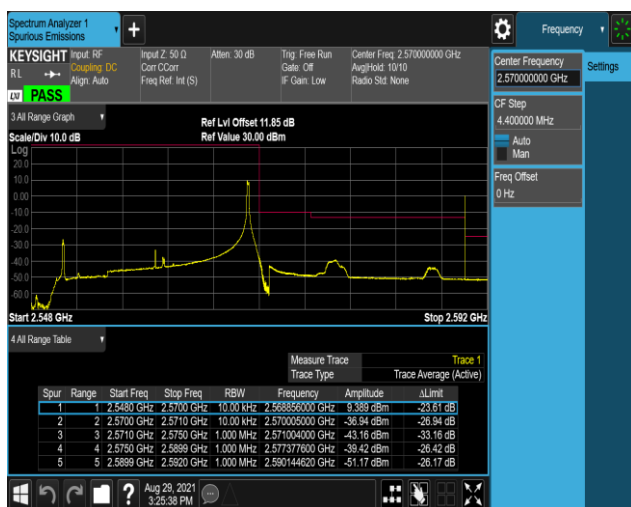 Spectrum Analyzer 1
Spurious Emissions
+
Frequency
KEYSIGHT Input: RF Input Z: 50 Ω Atten: 30 dB Trig: Free Run Center Freq: 2.570000000 GHz
RL Coupling: DC Corr CCorr Gate: Off Avg|Hold: 10/10
Align: Auto Freq Ref: Int (S) IF Gain: Low Radio Std: None
LXI PASS
Center Frequency
2.570000000 GHz
Settings
CF Step
4.400000 MHz
Auto
Man
Freq Offset
0 Hz
3 All Range Graph
Ref Lvl Offset 11.85 dB
Scale/Div 10.0 dB Ref Value 30.00 dBm
Log
20.0
10.0
0.00
-10.0
-20.0
-30.0
-40.0
-50.0
-60.0
Start 2.548 GHz Stop 2.592 GHz
4 All Range Table
Measure Trace Trace 1
Trace Type Trace Average (Active)
Spur Range Start Freq Stop Freq RBW Frequency Amplitude ΔLimit
1 1 2.5480 GHz 2.5700 GHz 10.00 kHz 2.568856000 GHz 9.389 dBm -23.61 dB
2 2 2.5700 GHz 2.5710 GHz 10.00 kHz 2.570005000 GHz -36.94 dBm -26.94 dB
3 3 2.5710 GHz 2.5750 GHz 1.000 MHz 2.571004000 GHz -43.16 dBm -33.16 dB
4 4 2.5750 GHz 2.5899 GHz 1.000 MHz 2.577377600 GHz -39.42 dBm -26.42 dB
5 5 2.5899 GHz 2.5920 GHz 1.000 MHz 2.590144620 GHz -51.17 dBm -26.17 dB
? Aug 29, 2021
3:25:38 PM